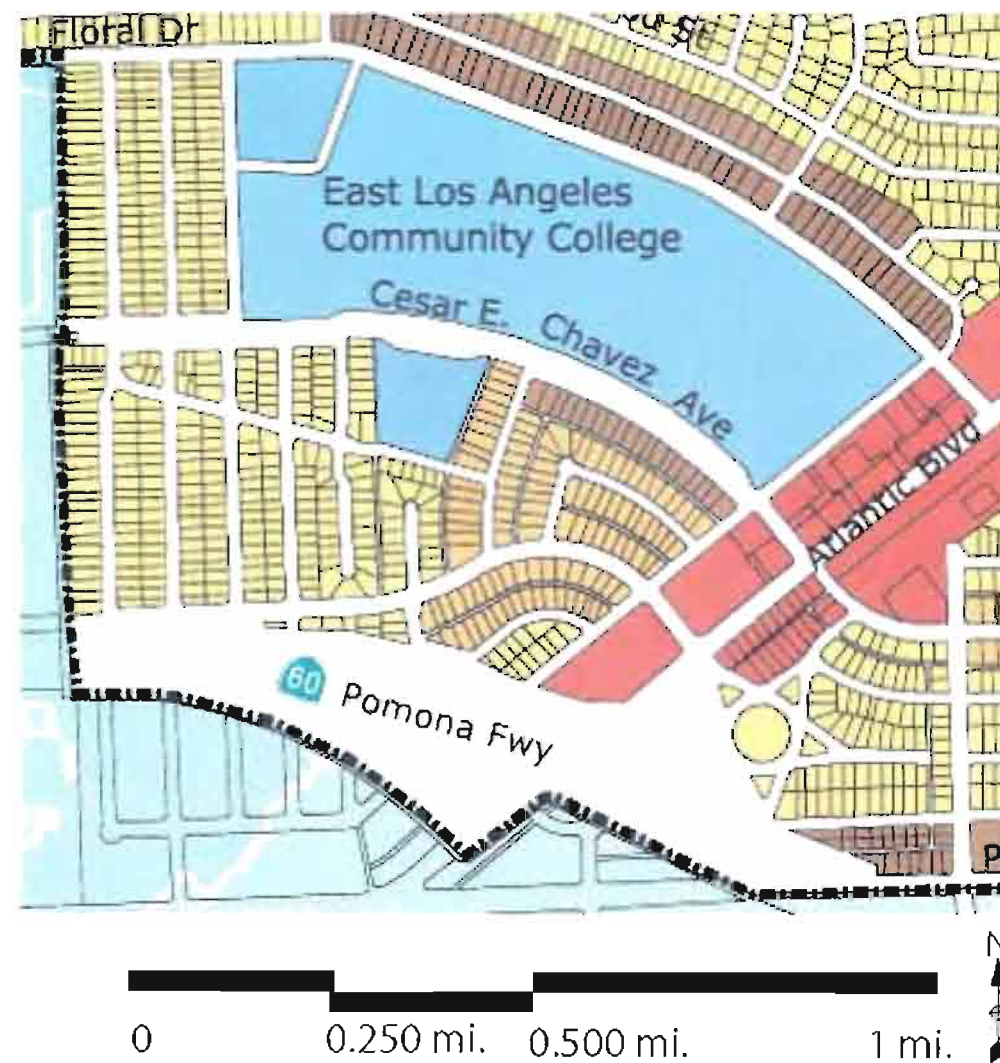 Floral Dr
St
East Los Angeles
Community College
Cesar E. Chavez Ave
Atlantic Blvd
60
Pomona Fwy
P
N
0
0.250 mi.
0.500 mi.
1 mi.